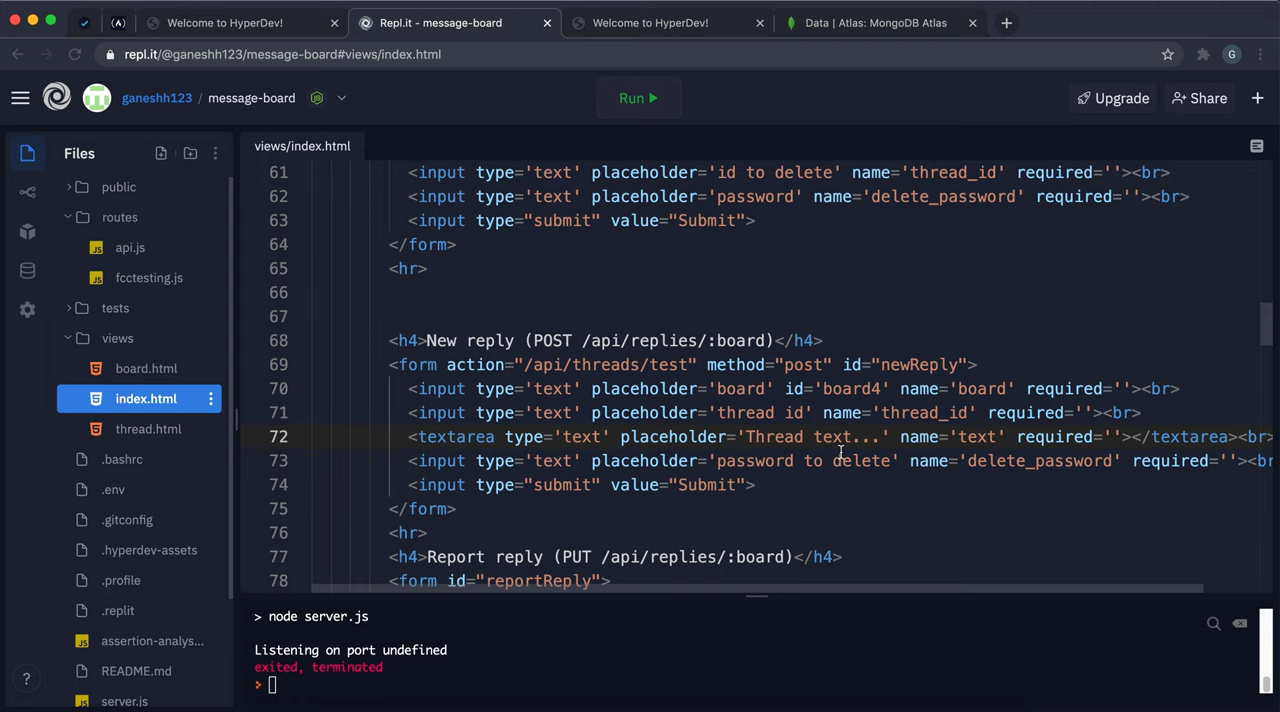 Welcome to HyperDev!
Repl.it - message-board
Welcome to HyperDev!
Data | Atlas: MongoDB Atlas
repl.it/@ganeshh123/message-board#views/index.html
G
ganeshh123 / message-board
Run
Upgrade
Share
Files
public
routes
JS api.js
JS fcctesting.js
tests
views
board.html
index.html
thread.html
.bashrc
.env
.gitconfig
.hyperdev-assets
.profile
.replit
JS assertion-analys...
README.md
JS server.js
?
views/index.html
61 <input type='text' placeholder='id to delete' name='thread_id' required=''><br>
62 <input type='text' placeholder='password' name='delete_password' required=''><br>
63 <input type="submit" value="Submit">
64 </form>
65 <hr>
66
67
68 <h4>New reply (POST /api/replies/:board)</h4>
69 <form action="/api/threads/test" method="post" id="newReply">
70 <input type='text' placeholder='board' id='board4' name='board' required=''><br>
71 <input type='text' placeholder='thread id' name='thread_id' required=''><br>
72 <textarea type='text' placeholder='Thread text...' name='text' required=''></textarea><br>
73 <input type='text' placeholder='password to delete' name='delete_password' required=''><br
74 <input type="submit" value="Submit">
75 </form>
76 <hr>
77 <h4>Report reply (PUT /api/replies/:board)</h4>
78 <form id="reportReply">
> node server.js
Listening on port undefined
exited, terminated
>